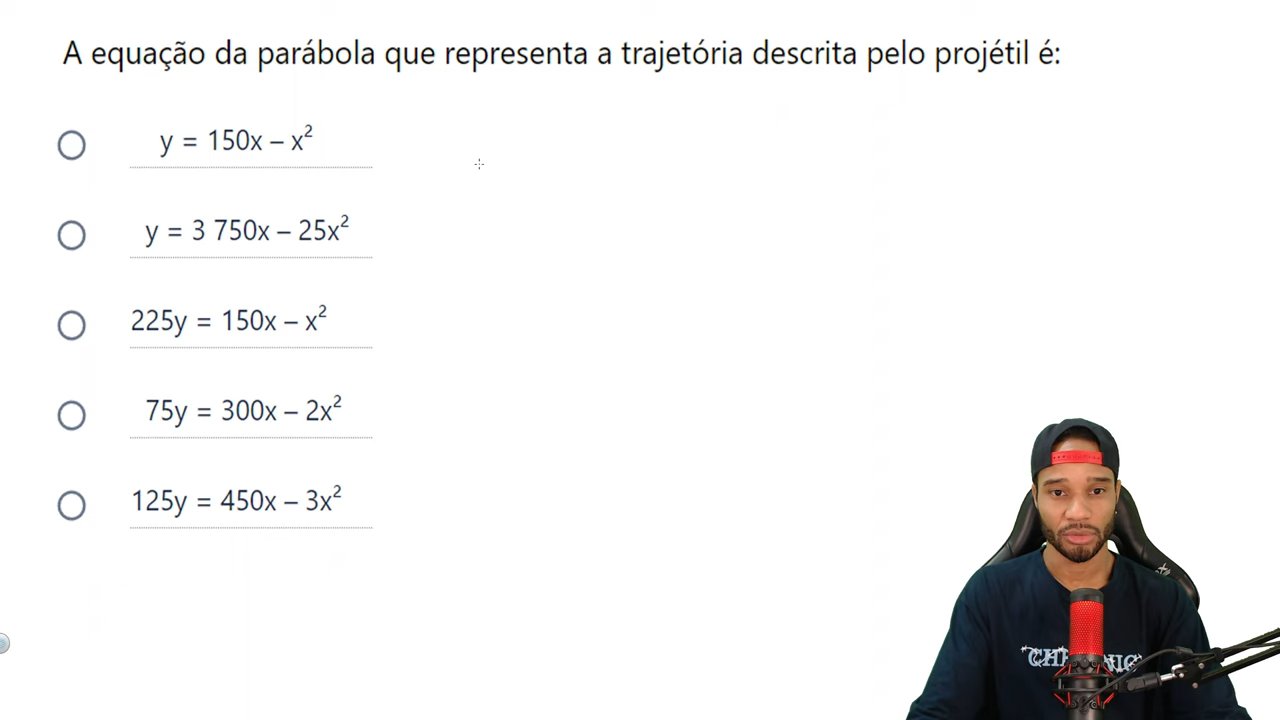 A equação da parábola que representa a trajetória descrita pelo projétil é:
y = 150x – x²
y = 3 750x – 25x²
225y = 150x – x²
75y = 300x – 2x²
125y = 450x – 3x²